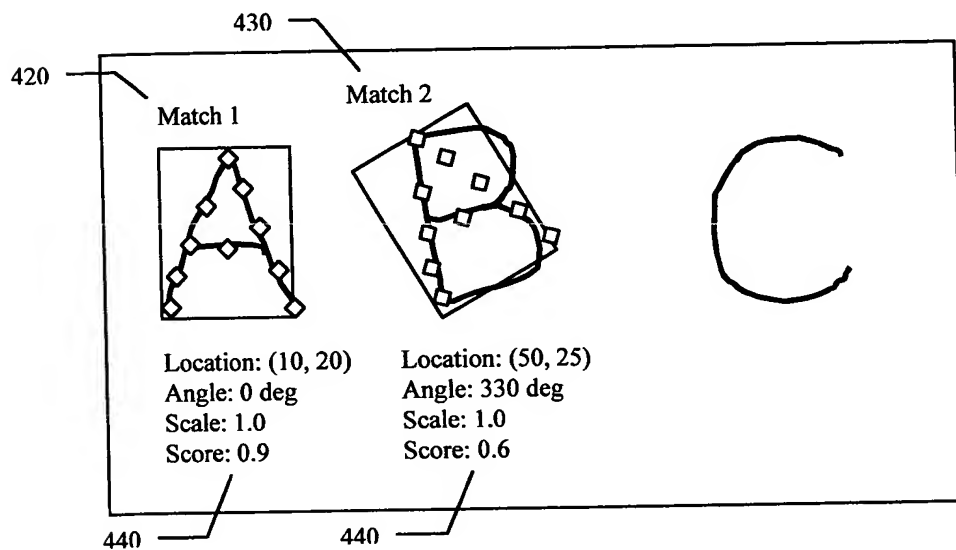 430
420
Match 1
Match 2
A
B
C
Location: (10, 20)
Angle: 0 deg
Scale: 1.0
Score: 0.9
Location: (50, 25)
Angle: 330 deg
Scale: 1.0
Score: 0.6
440
440